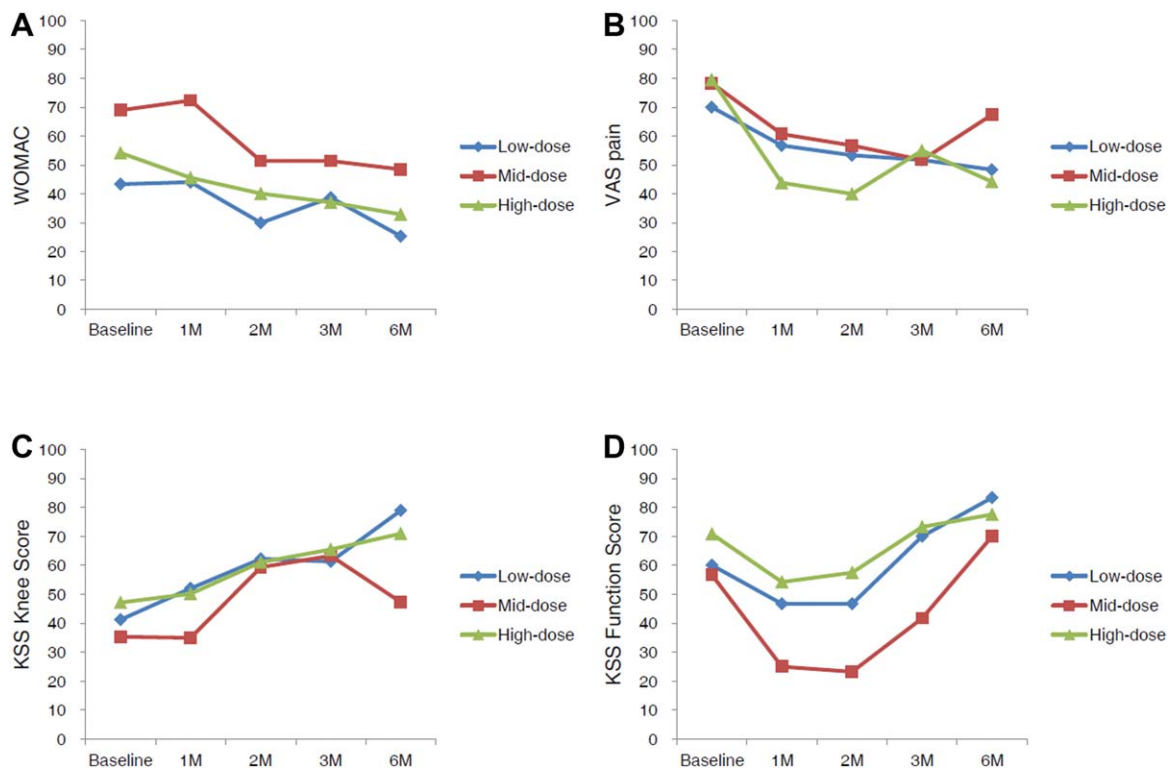 A
WOMAC
100
90
80
70
60
50
40
30
20
10
0
Baseline 1M 2M 3M 6M
Low-dose
Mid-dose
High-dose
B
VAS pain
100
90
80
70
60
50
40
30
20
10
0
Baseline 1M 2M 3M 6M
Low-dose
Mid-dose
High-dose
C
KSS Knee Score
100
90
80
70
60
50
40
30
20
10
0
Baseline 1M 2M 3M 6M
Low-dose
Mid-dose
High-dose
D
KSS Function Score
100
90
80
70
60
50
40
30
20
10
0
Baseline 1M 2M 3M 6M
Low-dose
Mid-dose
High-dose